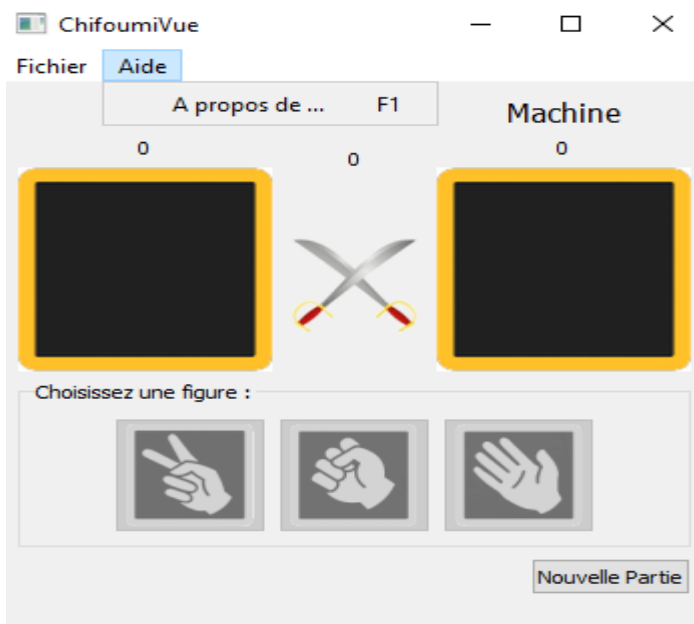 ChifoumiVue
Fichier Aide
A propos de ... F1
Machine
0 0 0
Choisissez une figure :
Nouvelle Partie